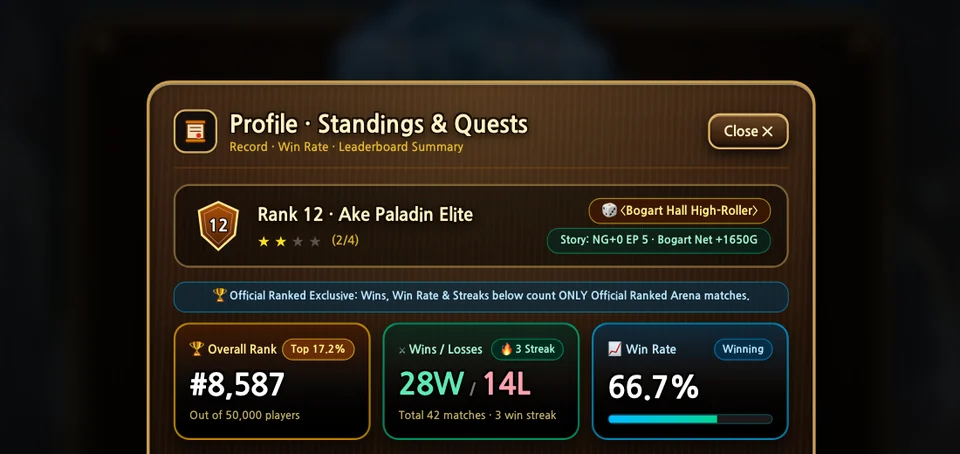 Profile · Standings & Quests
Record · Win Rate · Leaderboard Summary
Close ✕
12
Rank 12 · Ake Paladin Elite
★ ★ ★ ★ (2/4)
🎲 〈Bogart Hall High-Roller〉
Story: NG+0 EP 5 · Bogart Net +1650G
🏆 Official Ranked Exclusive: Wins, Win Rate & Streaks below count ONLY Official Ranked Arena matches.
🏆 Overall Rank
Top 17.2%
#8,587
Out of 50,000 players
⚔ Wins / Losses
🔥 3 Streak
28W / 14L
Total 42 matches · 3 win streak
📈 Win Rate
Winning
66.7%